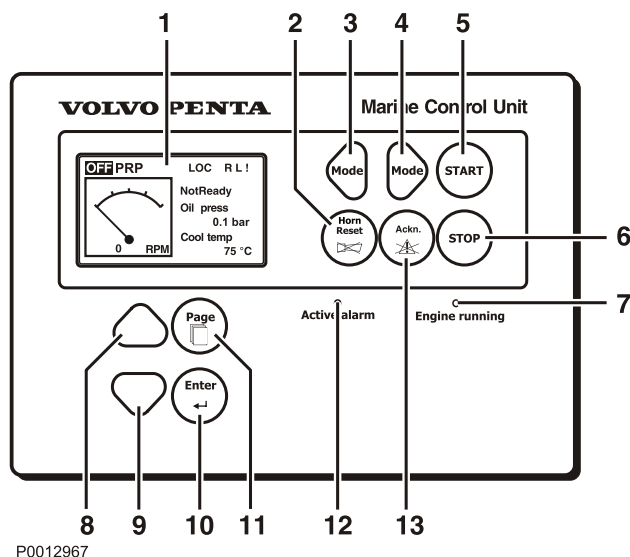 1 2 3 4 5
VOLVO PENTA Marine Control Unit
OFF PRP LOC R L !
Mode Mode START
NotReady
Oil press
0.1 bar
Cool temp
75 °C
0 RPM
Horn
Reset
Ackn.
STOP
6
Active alarm
Engine running
7
Page
Enter
8 9 10 11 12 13
P0012967